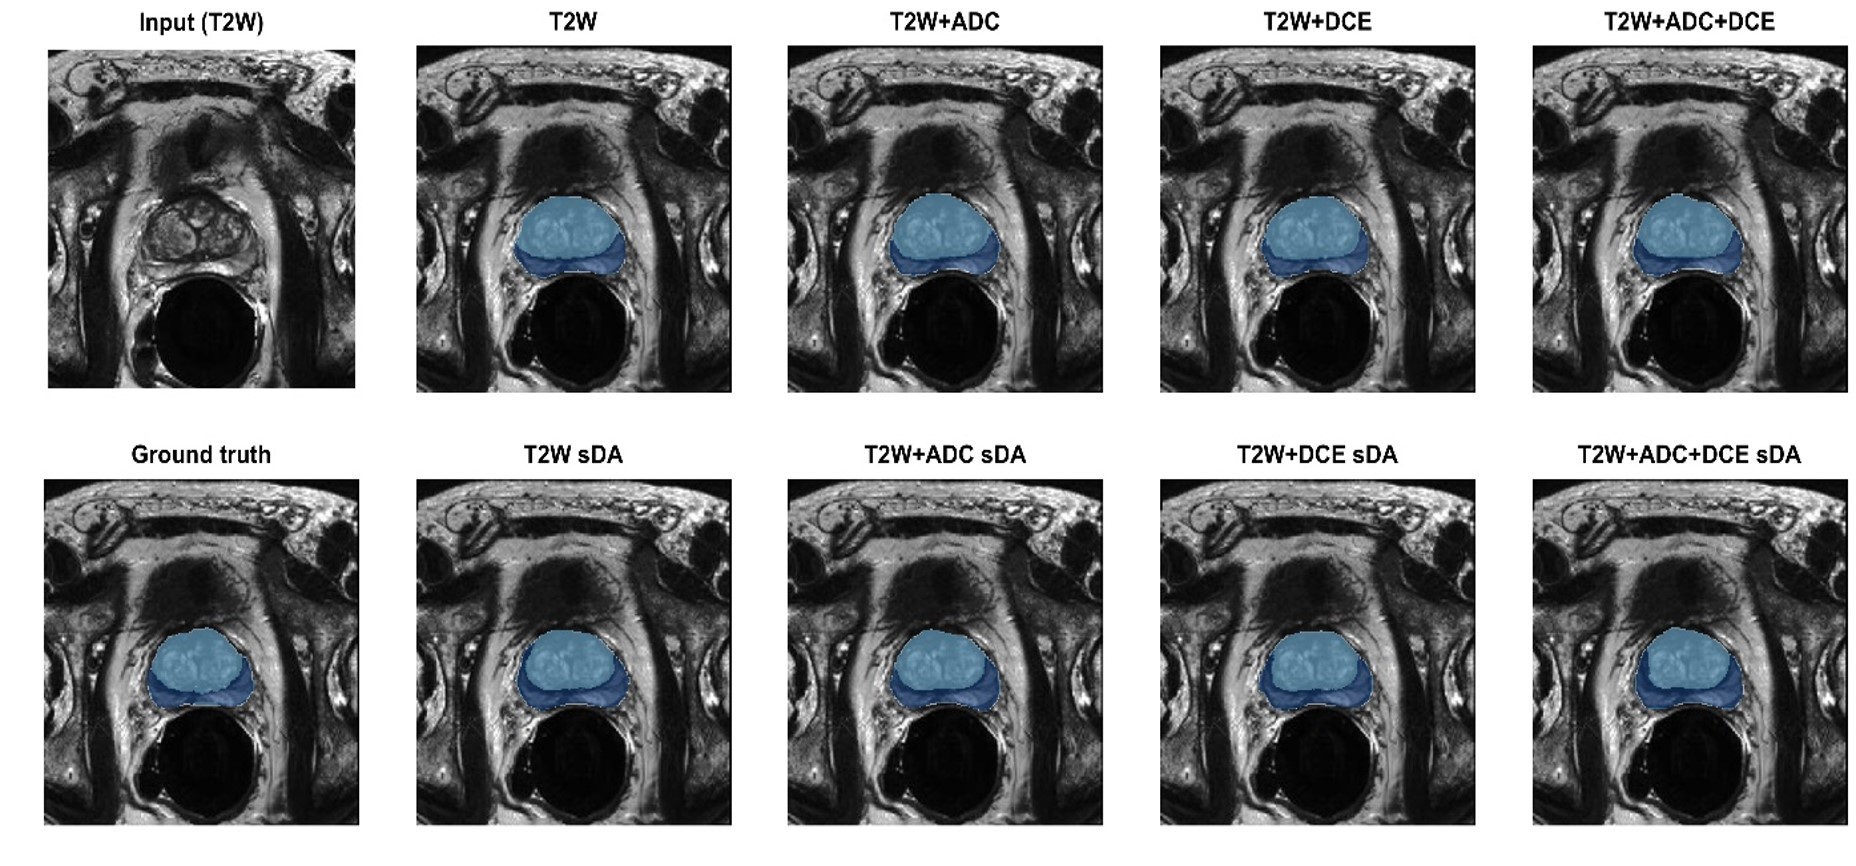 Input (T2W)
T2W
T2W+ADC
T2W+DCE
T2W+ADC+DCE
Ground truth
T2W sDA
T2W+ADC sDA
T2W+DCE sDA
T2W+ADC+DCE sDA